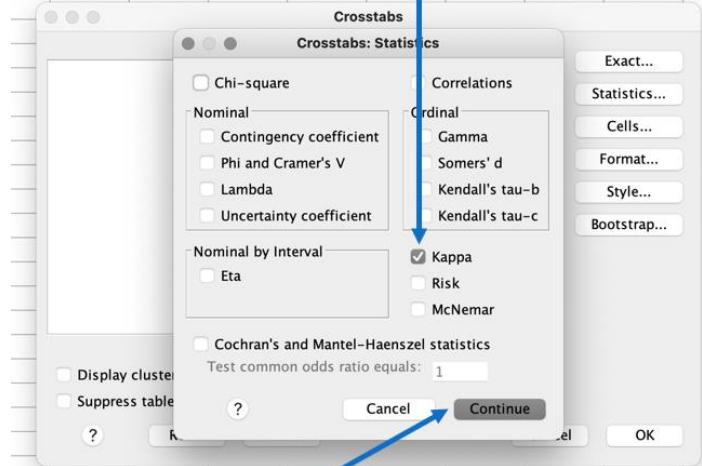 Crosstabs
Crosstabs: Statistics
Exact...
Statistics...
Cells...
Format...
Style...
Bootstrap...
Chi-square
Correlations
Nominal
Contingency coefficient
Phi and Cramer's V
Lambda
Uncertainty coefficient
Ordinal
Gamma
Somers' d
Kendall's tau-b
Kendall's tau-c
Nominal by Interval
Eta
Kappa
Risk
McNemar
Cochran's and Mantel-Haenszel statistics
Test common odds ratio equals: 1
Display cluste
Suppress table
? Cancel Continue
? OK